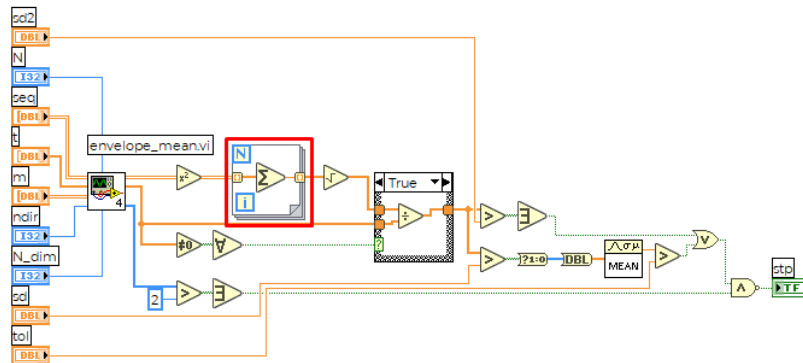 sd2
DBL
N
I32
seq
[DBL]
t
[DBL]
m
[DBL]
ndir
I32
N_dim
I32
sd
DBL
tol
DBL
envelope_mean.vi
4
x²
N
Σ
i
√
True
÷
≠0
∀
?
2
>
∃
>
∃
>
?1:0
DBL
σμ
MEAN
>
V
Λ
stp
TF